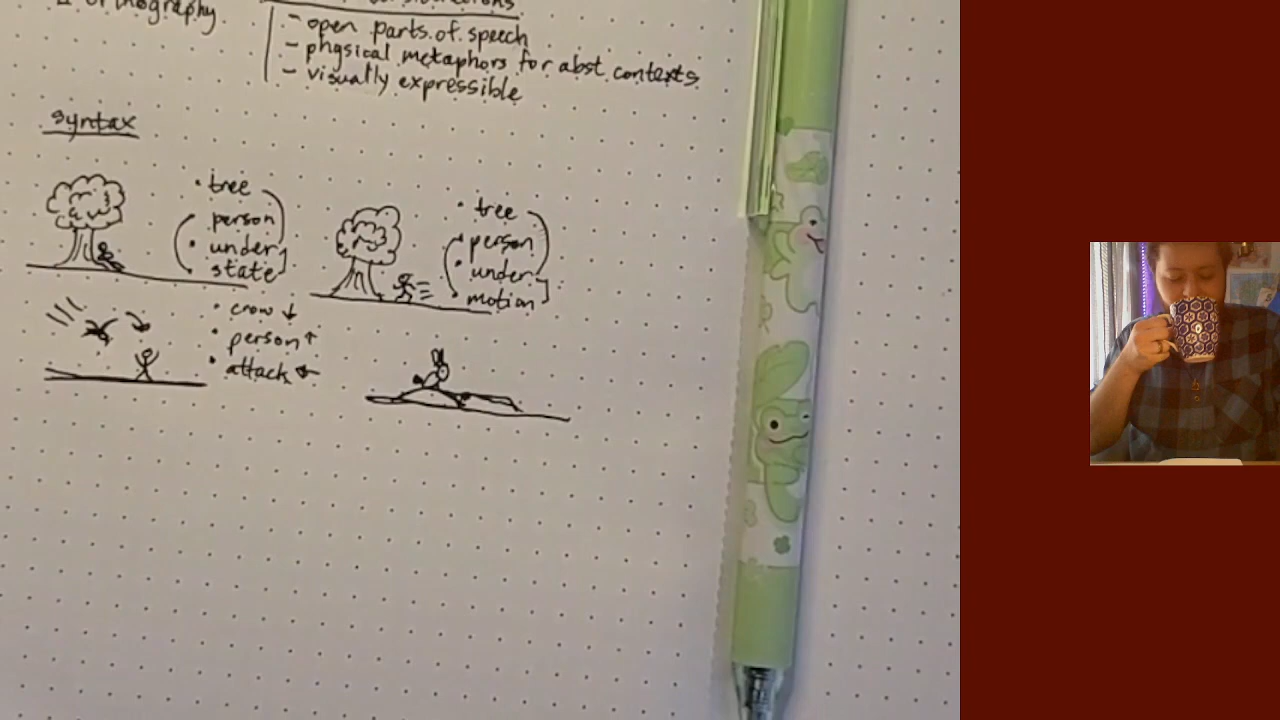 orthography
- open parts of speech
- physical metaphors for abst. contexts
- visually expressible
syntax
• tree
person
• under
state
• tree
• person
• under
• motion
• crow ↓
• person ↑
• attack